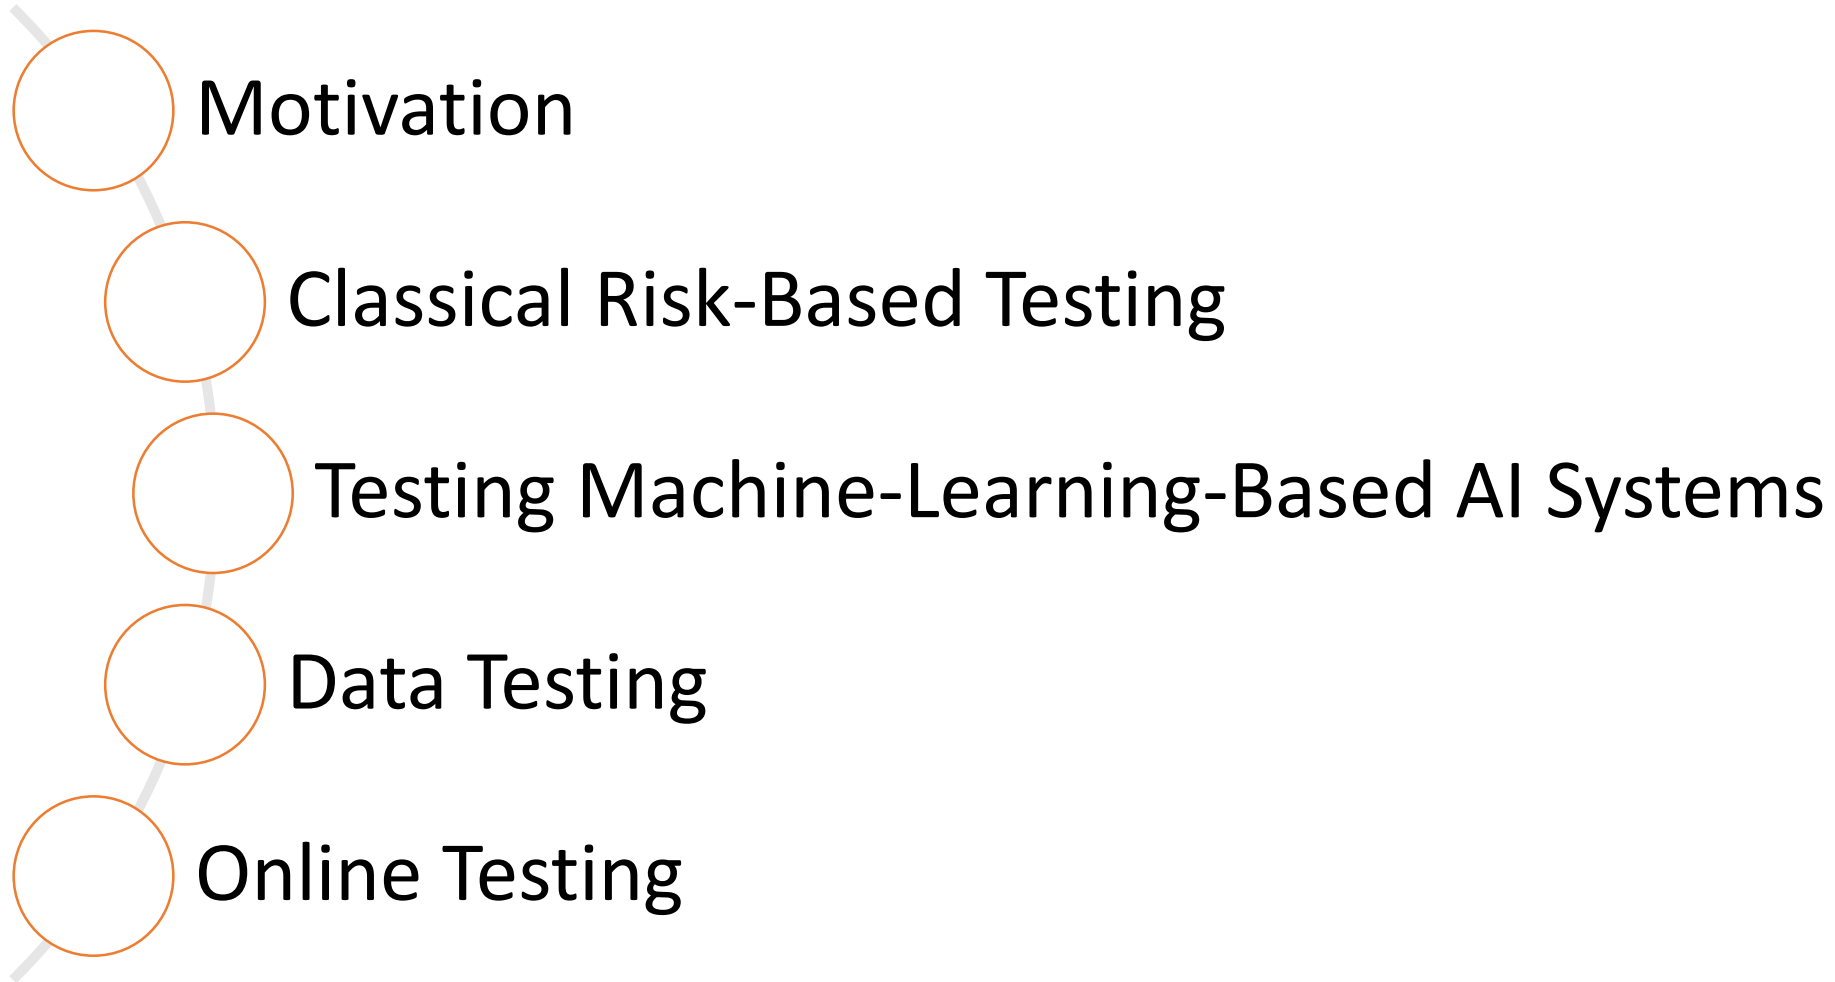 Motivation
Classical Risk-Based Testing
Testing Machine-Learning-Based AI Systems
Data Testing
Online Testing